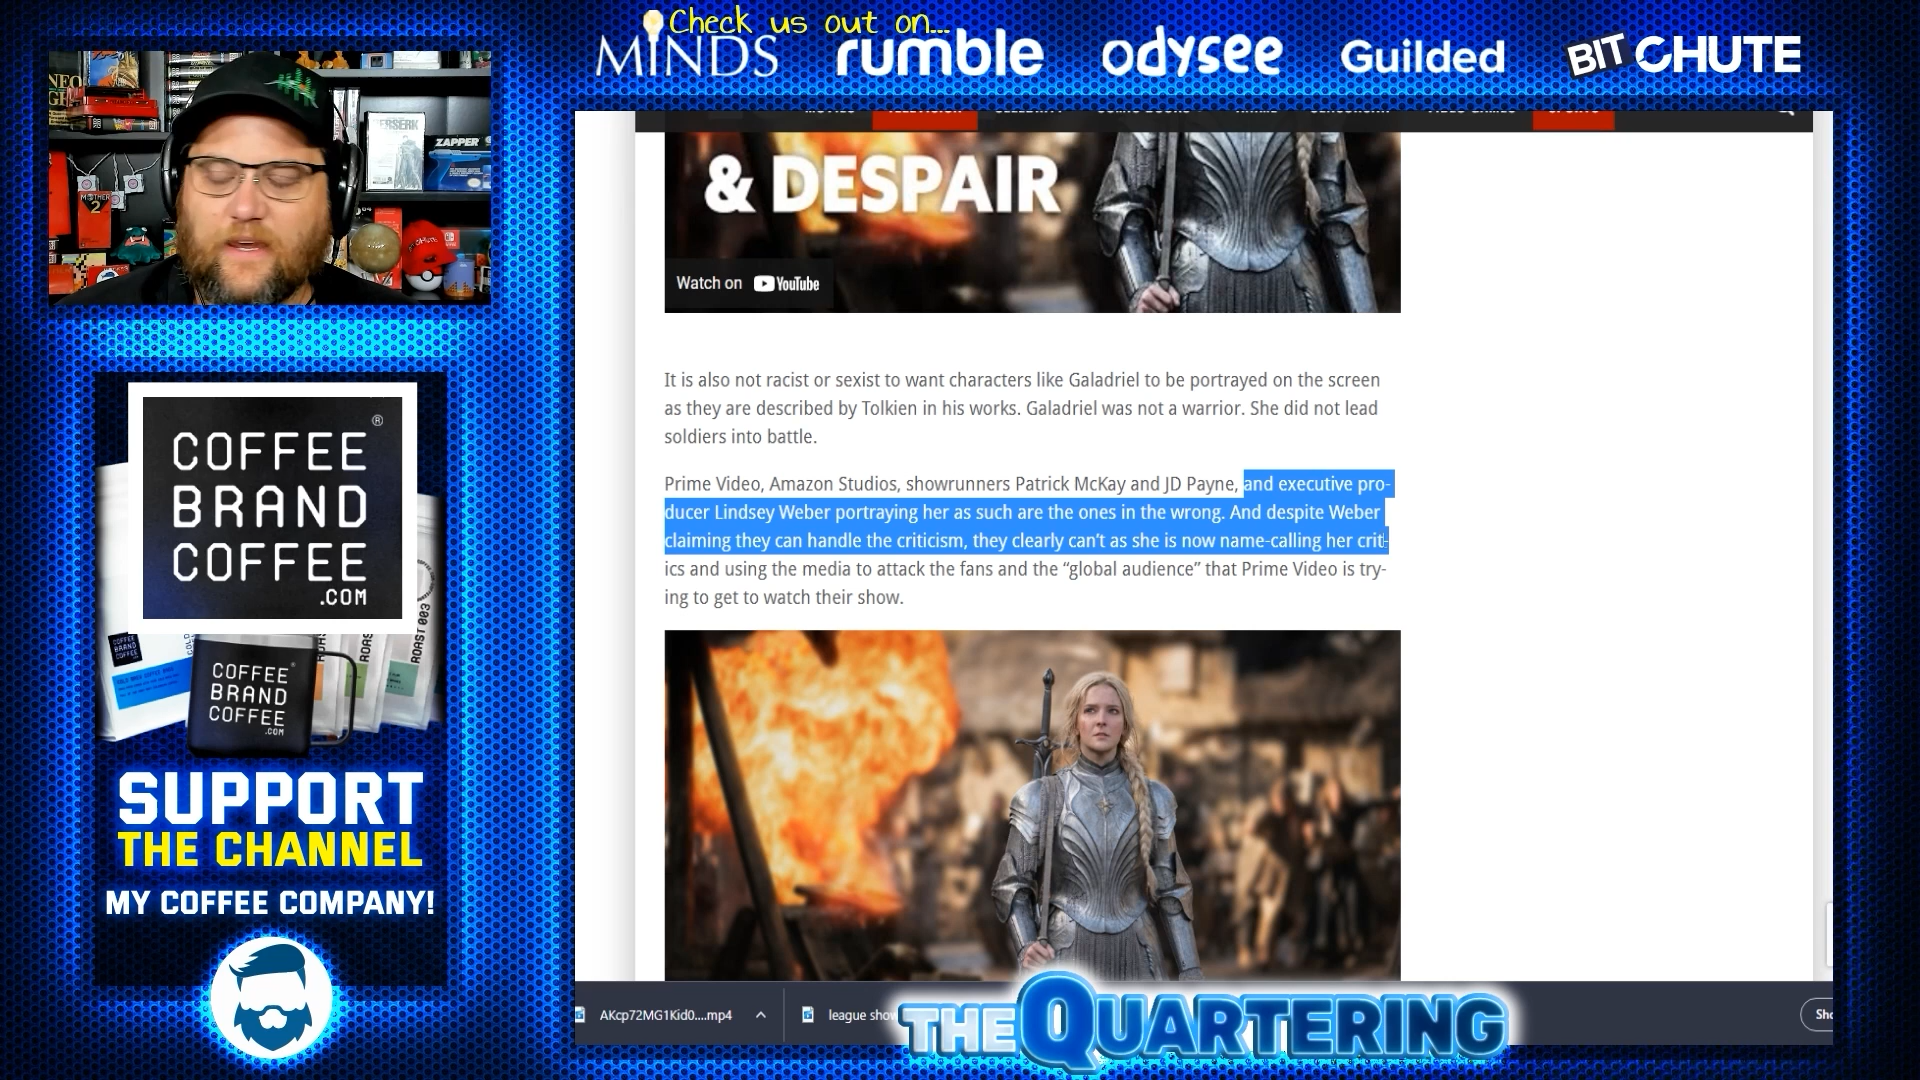 Check us out on...
MINDS
rumble
odysee
Guilded
BITCHUTE
& DESPAIR
Watch on YouTube
It is also not racist or sexist to want characters like Galadriel to be portrayed on the screen
as they are described by Tolkien in his works. Galadriel was not a warrior. She did not lead
soldiers into battle.
Prime Video, Amazon Studios, showrunners Patrick McKay and JD Payne, and executive pro-
ducer Lindsey Weber portraying her as such are the ones in the wrong. And despite Weber
claiming they can handle the criticism, they clearly can't as she is now name-calling her crit-
ics and using the media to attack the fans and the “global audience” that Prime Video is try-
ing to get to watch their show.
BERSERK
ZAPPER
MOTHER
2
COFFEE
BRAND
COFFEE
.COM
®
ROAST 003
COFFEE
BRAND
COFFEE
.COM
SUPPORT
THE CHANNEL
MY COFFEE COMPANY!
AKcp72MG1Kid0....mp4
league show
THE QUARTERING